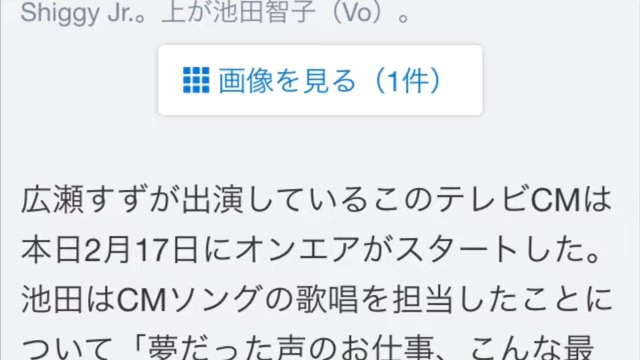 Shiggy Jr.。上が池田智子（Vo）。
画像を見る（1件）
広瀬すずが出演しているこのテレビCMは
本日2月17日にオンエアがスタートした。
池田はCMソングの歌唱を担当したことに
ついて「夢だった声のお仕事、こんな最